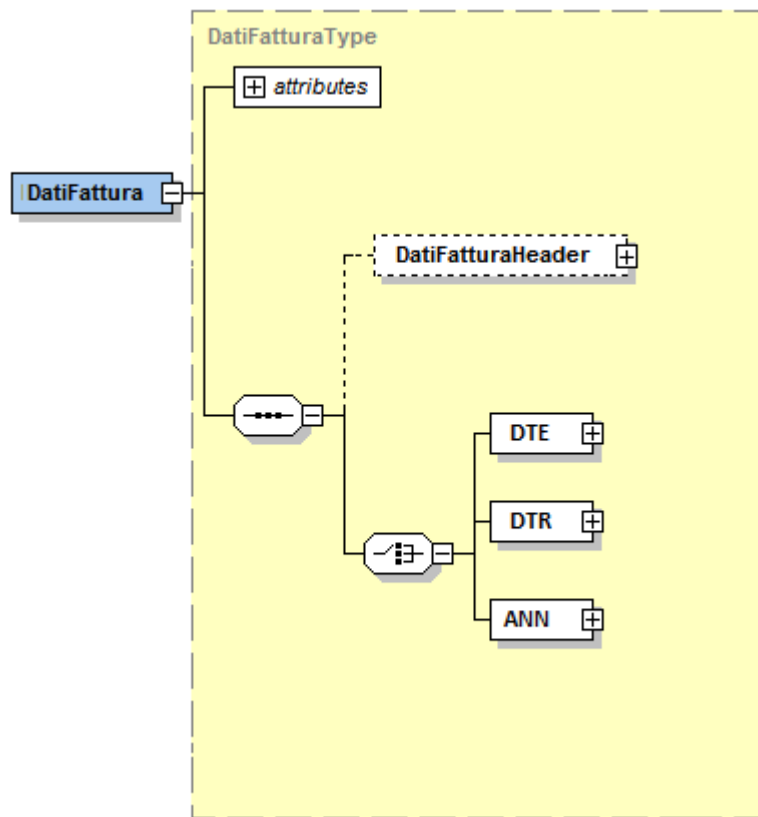 DatiFatturaType
attributes
DatiFattura
DatiFatturaHeader
DTE
DTR
ANN